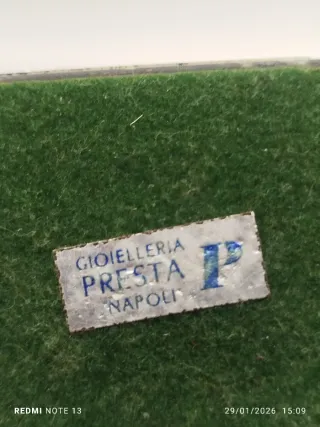 GIOIELLERIA
PRESTA
NAPOLI
P
REDMI NOTE 13
29/01/2026 15:09